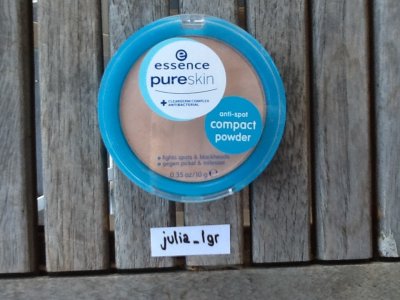 e
essence
pureskin
+ CLEARDERM COMPLEX
ANTIBACTERIAL
anti-spot
compact
powder
fights spots & blackheads
gegen pickel & mitesser
0.35 oz/10 g ℮
julia_lgr